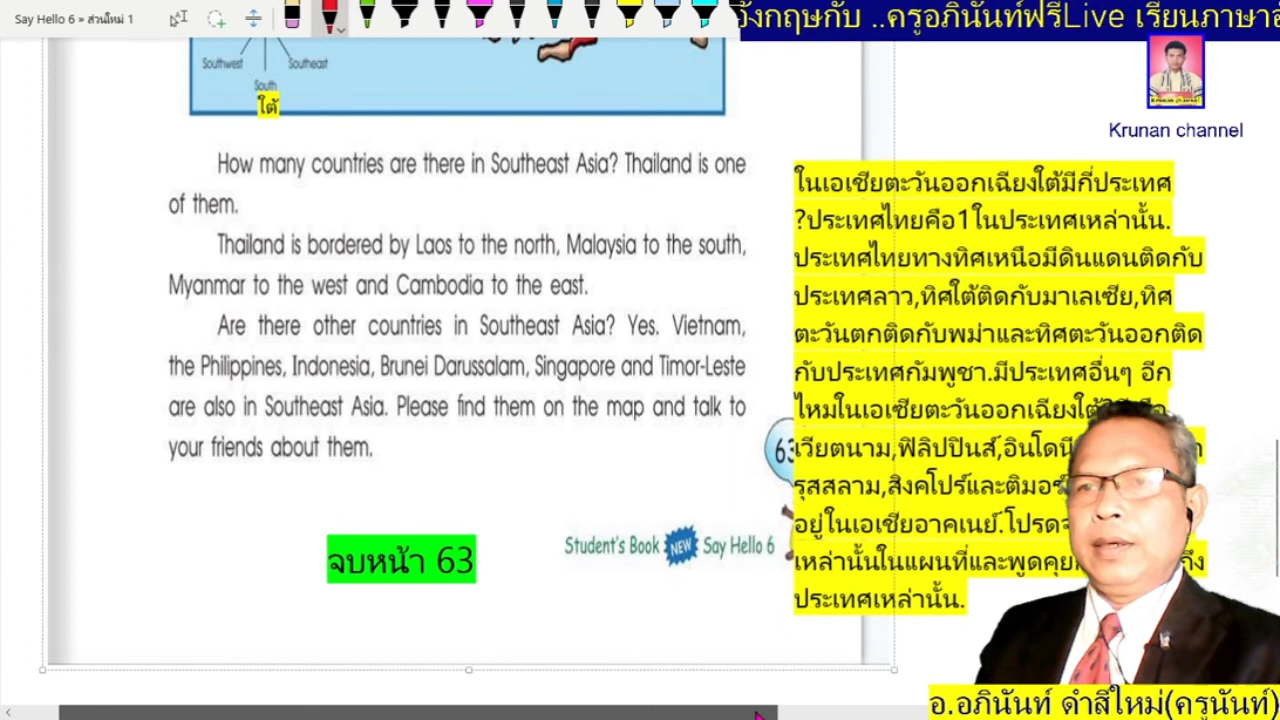 Say Hello 6 » ส่วนใหม่ 1
อังกฤษกับ ..ครูอภินันท์ฟรีLive เรียนภาษา
Krunan channel
Southwest
Southeast
South
ใต้
How many countries are there in Southeast Asia? Thailand is one
of them.
Thailand is bordered by Laos to the north, Malaysia to the south,
Myanmar to the west and Cambodia to the east.
Are there other countries in Southeast Asia? Yes. Vietnam,
the Philippines, Indonesia, Brunei Darussalam, Singapore and Timor-Leste
are also in Southeast Asia. Please find them on the map and talk to
your friends about them.
63
จบหน้า 63
Student's Book NEW Say Hello 6
ในเอเชียตะวันออกเฉียงใต้มีกี่ประเทศ
?ประเทศไทยคือ1ในประเทศเหล่านั้น.
ประเทศไทยทางทิศเหนือมีดินแดนติดกับ
ประเทศลาว,ทิศใต้ติดกับมาเลเซีย,ทิศ
ตะวันตกติดกับพม่าและทิศตะวันออกติด
กับประเทศกัมพูชา.มีประเทศอื่นๆ อีก
ไหมในเอเซียตะวันออกเฉียงใต้
เวียตนาม,ฟิลิปปินส์,
รุสสลาม,สิงคโปร์และติมอร์
อยู่ในเอเชียอาคเนย์.โปรด
เหล่านั้นในแผนที่และพูดคุย
ประเทศเหล่านั้น.
อ.อภินันท์ ดำสีใหม่(ครูนันท์)